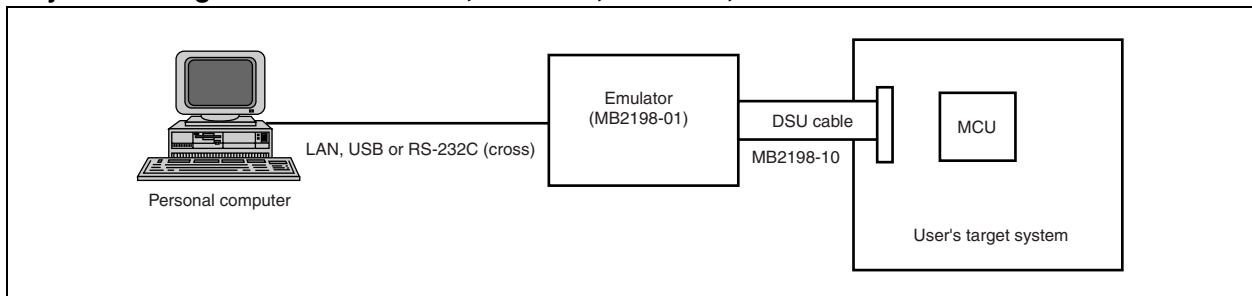 Emulator
(MB2198-01)
DSU cable
MCU
LAN, USB or RS-232C (cross)
MB2198-10
Personal computer
User's target system